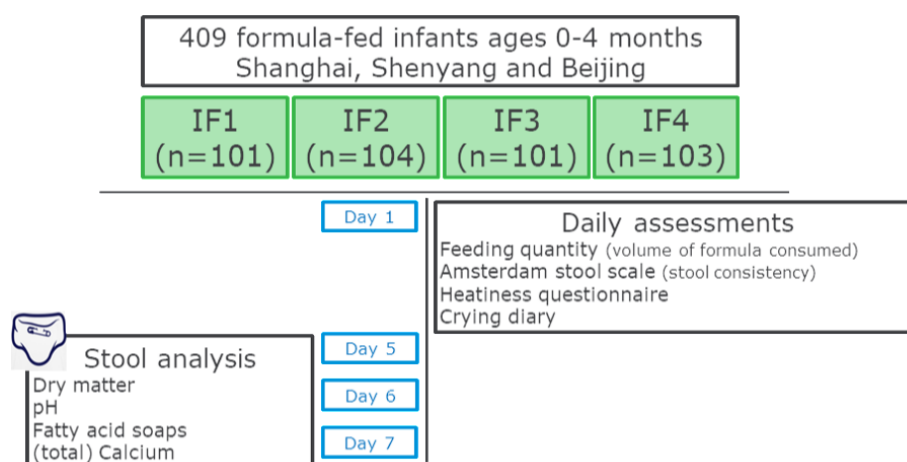 409 formula-fed infants ages 0-4 months
Shanghai, Shenyang and Beijing
IF1
(n=101)
IF2
(n=104)
IF3
(n=101)
IF4
(n=103)
Day 1
Daily assessments
Feeding quantity (volume of formula consumed)
Amsterdam stool scale (stool consistency)
Heatiness questionnaire
Crying diary
Stool analysis
Dry matter
pH
Fatty acid soaps
(total) Calcium
Day 5
Day 6
Day 7